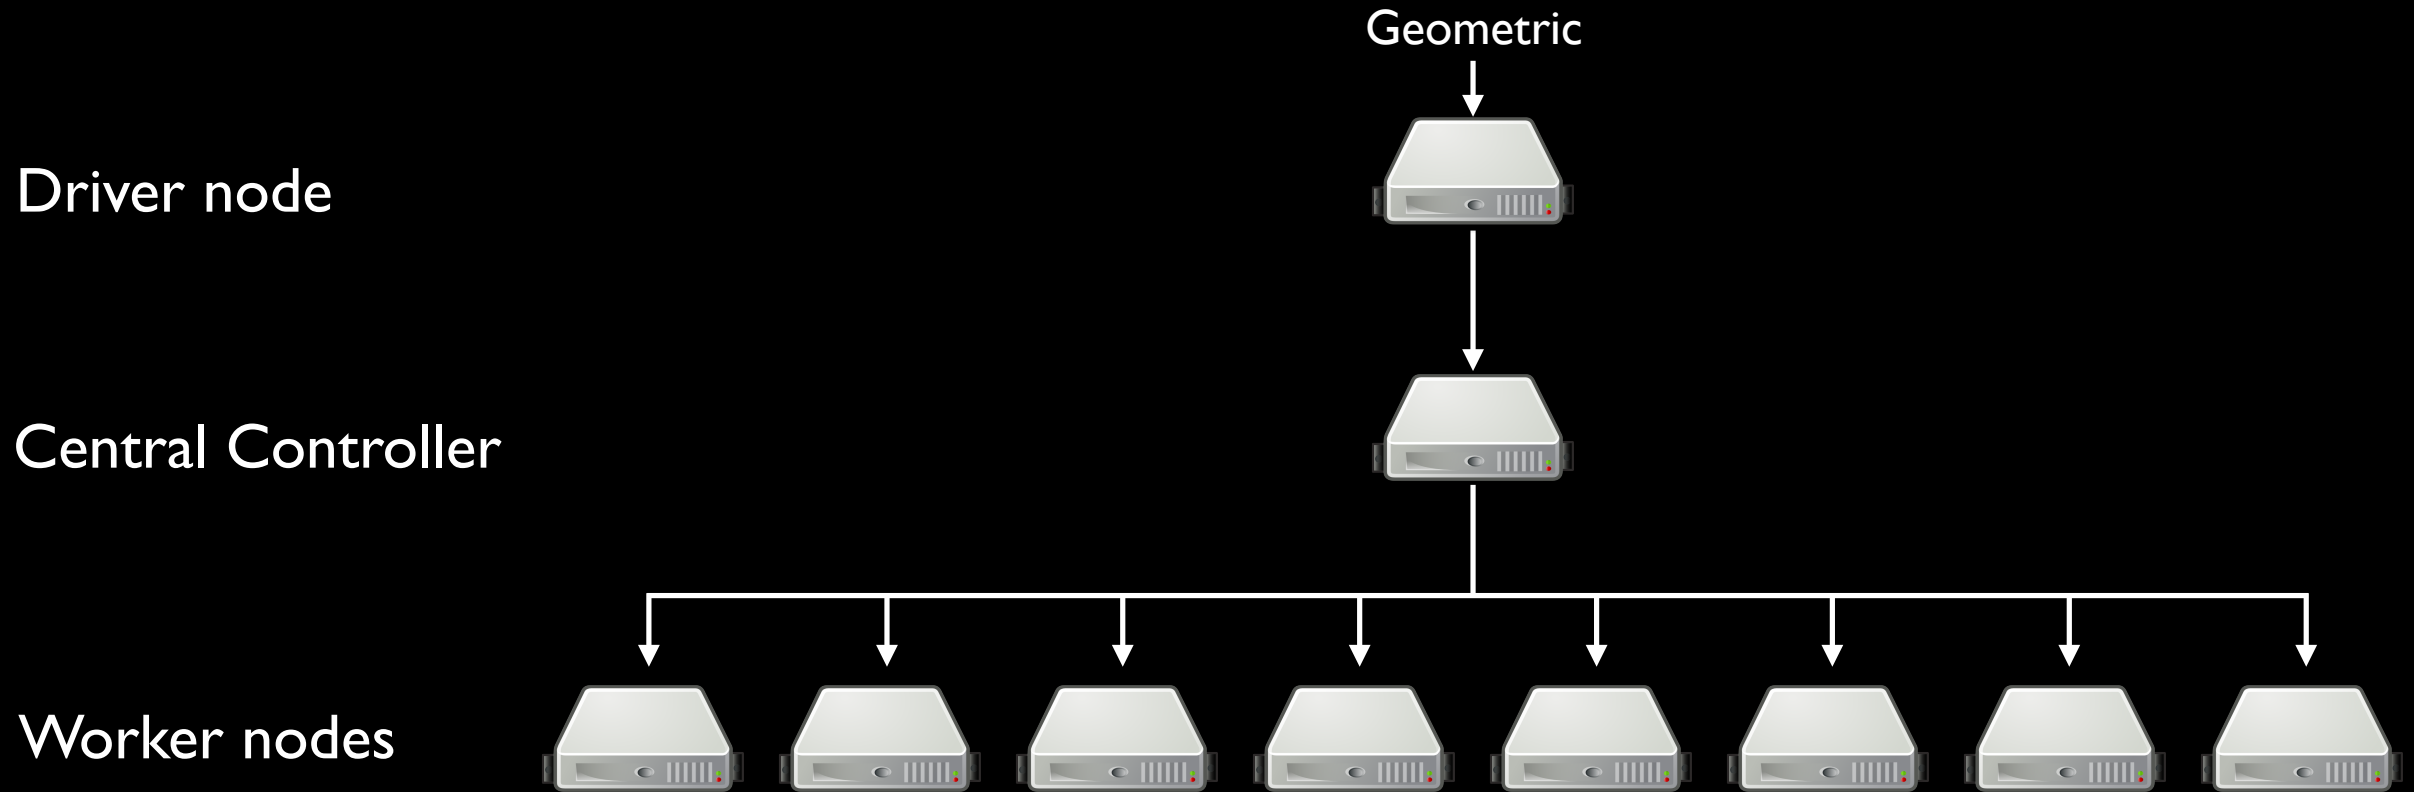 Geometric
Driver node
Central Controller
Worker nodes